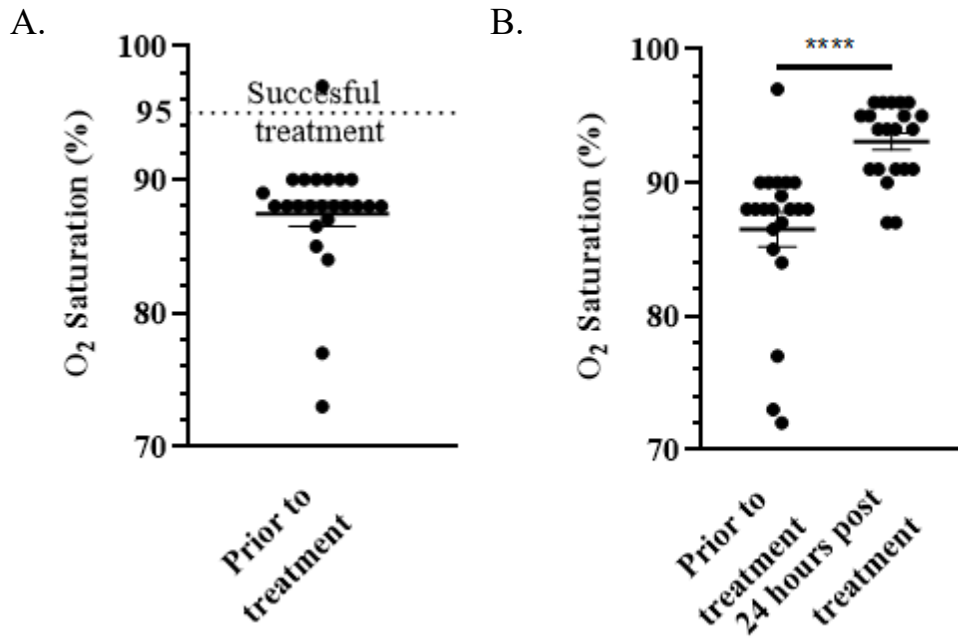 A.
100
95
90
80
70
O₂ Saturation (%)
Succesful
treatment
Prior to
treatment
B.
100
90
80
70
O₂ Saturation (%)
****
Prior to
treatment
24 hours post
treatment